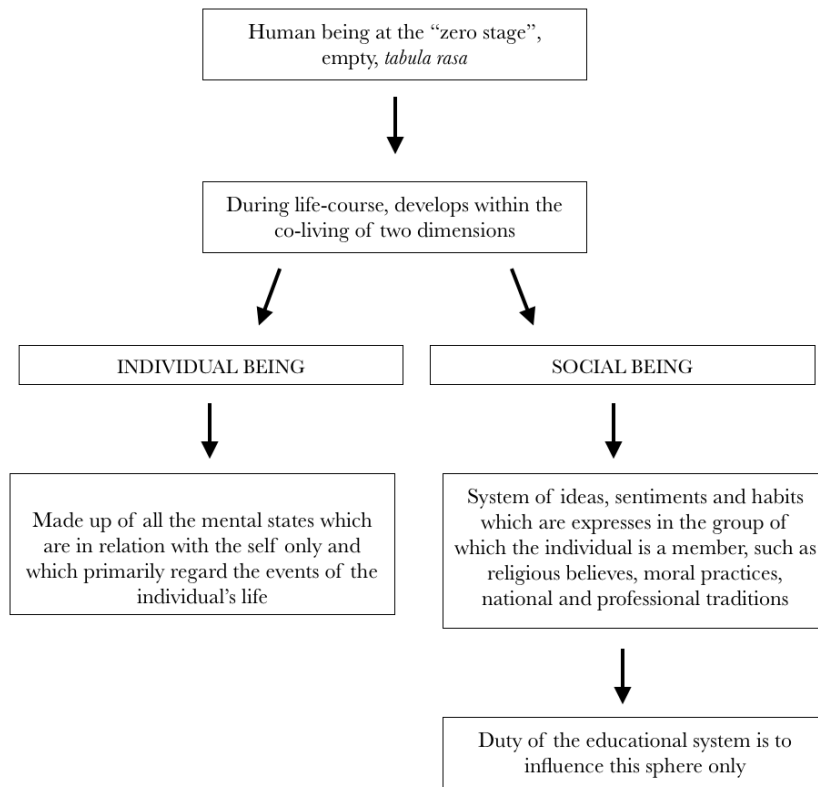 Human being at the “zero stage”,
empty, tabula rasa
During life-course, develops within the
co-living of two dimensions
INDIVIDUAL BEING
SOCIAL BEING
Made up of all the mental states which
are in relation with the self only and
which primarily regard the events of the
individual’s life
System of ideas, sentiments and habits
which are expresses in the group of
which the individual is a member, such as
religious believes, moral practices,
national and professional traditions
Duty of the educational system is to
influence this sphere only